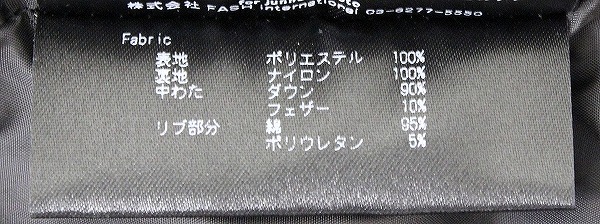 株式会社 FASH International 03-6277-5550
Fabric
表地 ポリエステル 100%
裏地 ナイロン 100%
中わた ダウン 90%
フェザー 10%
リブ部分 綿 95%
ポリウレタン 5%